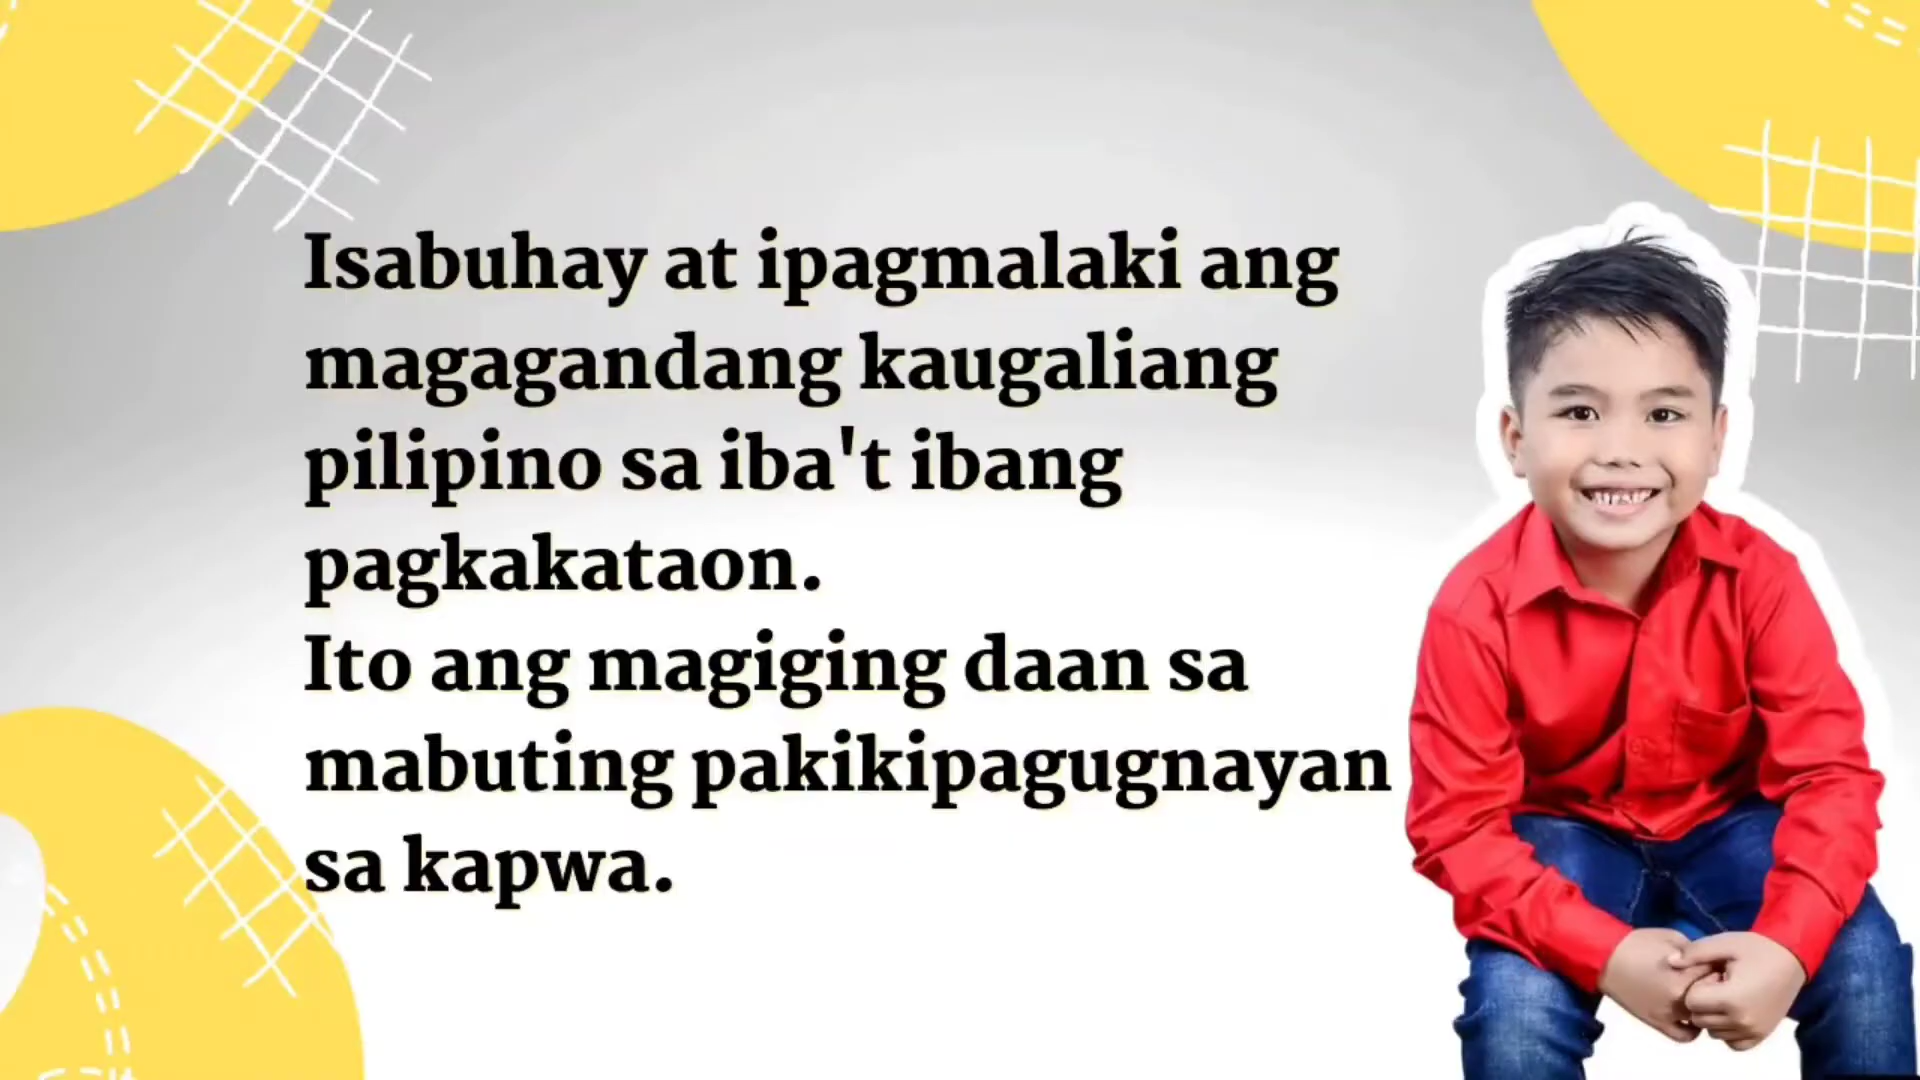 Isabuhay at ipagmalaki ang
magagandang kaugaliang
pilipino sa iba't ibang
pagkakataon.
Ito ang magiging daan sa
mabuting pakikipagugnayan
sa kapwa.